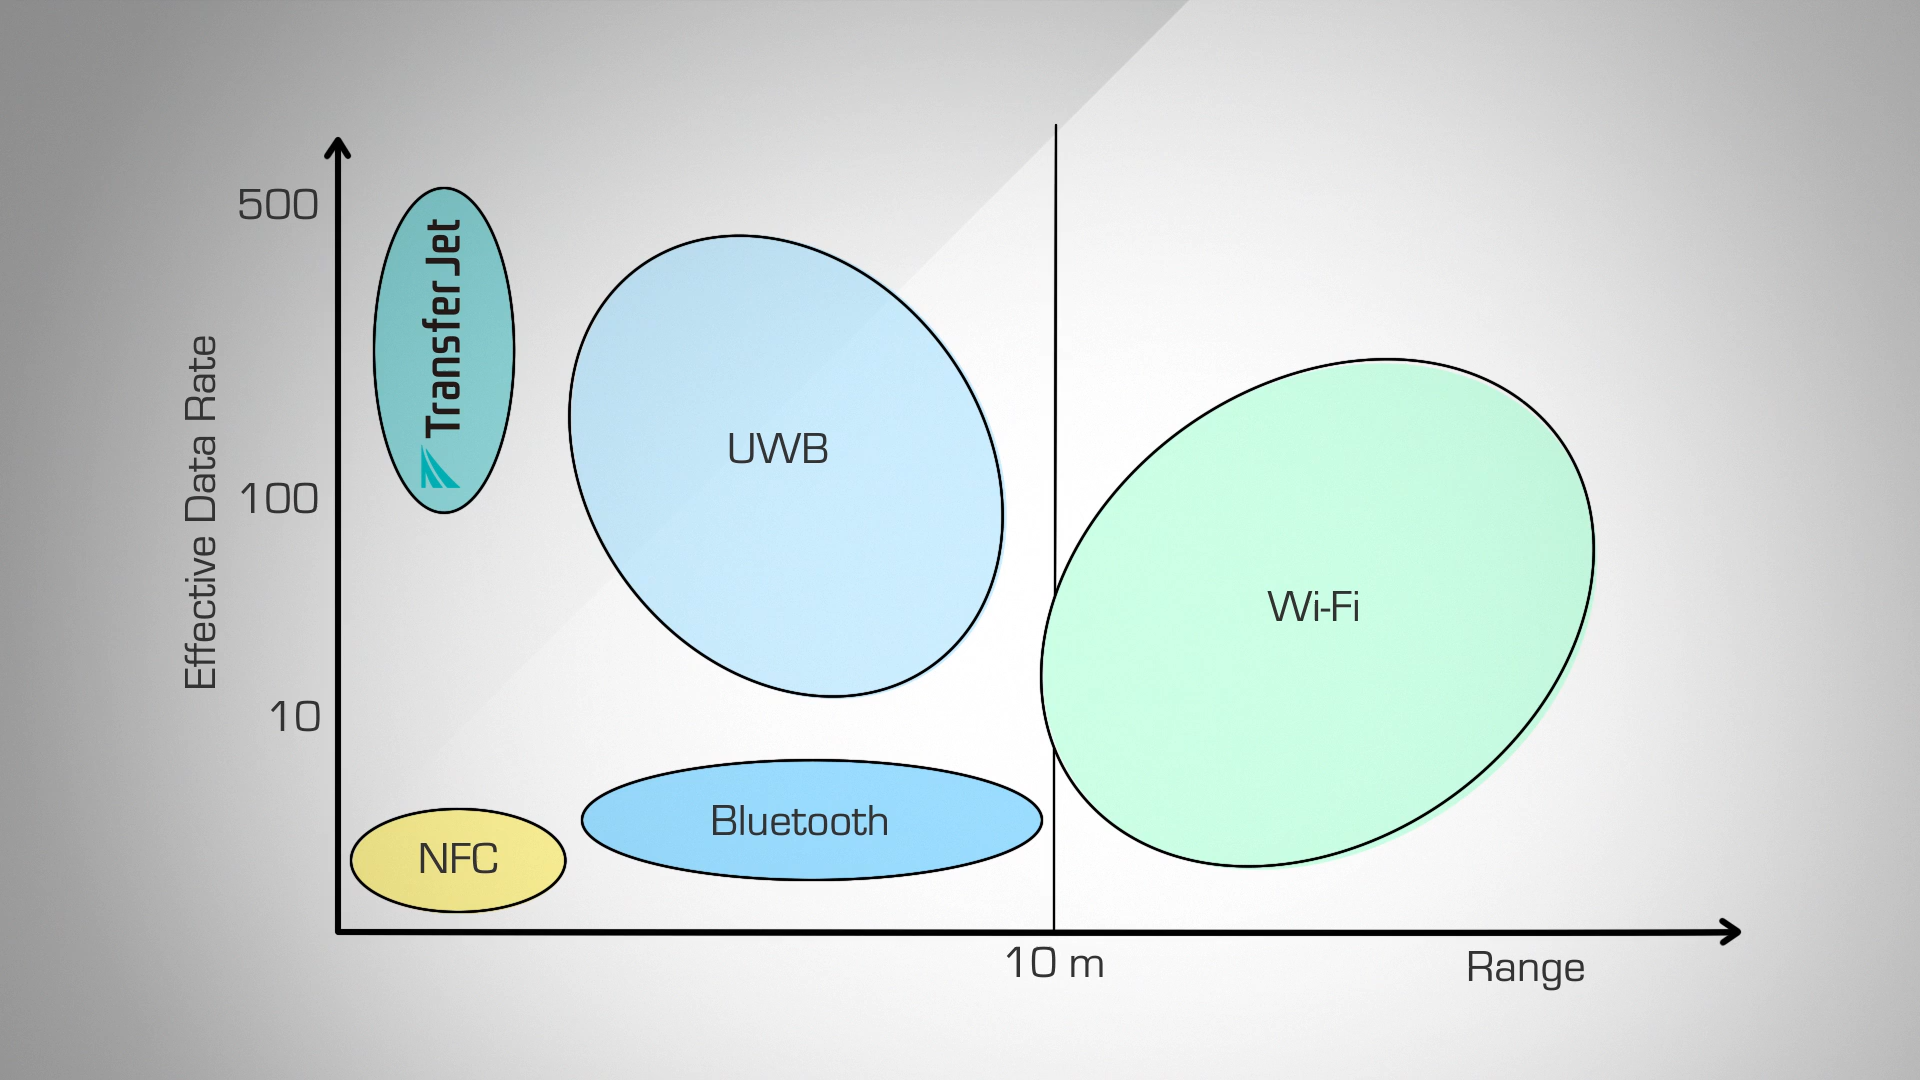 500
TransferJet
UWB
Effective Data Rate
100
Wi-Fi
10
Bluetooth
NFC
10 m
Range